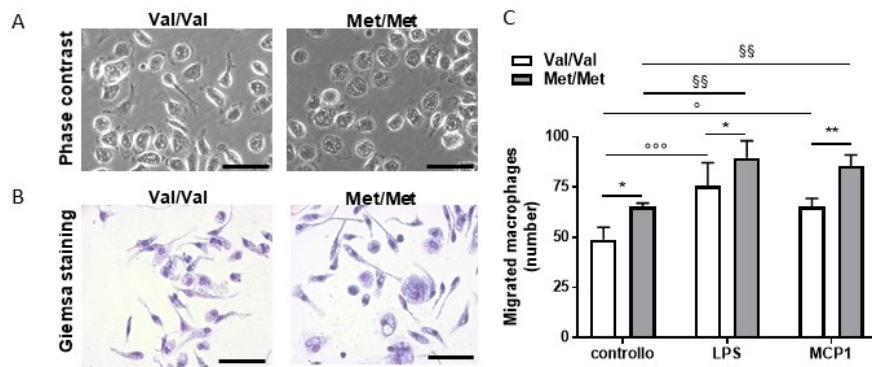 A
Val/Val
Met/Met
Phase contrast
B
Val/Val
Met/Met
Giemsa staining
C
Val/Val
Met/Met
§§
§§
°
°°°
*
*
**
Migrated macrophages
(number)
100
75
50
25
0
controllo
LPS
MCP1